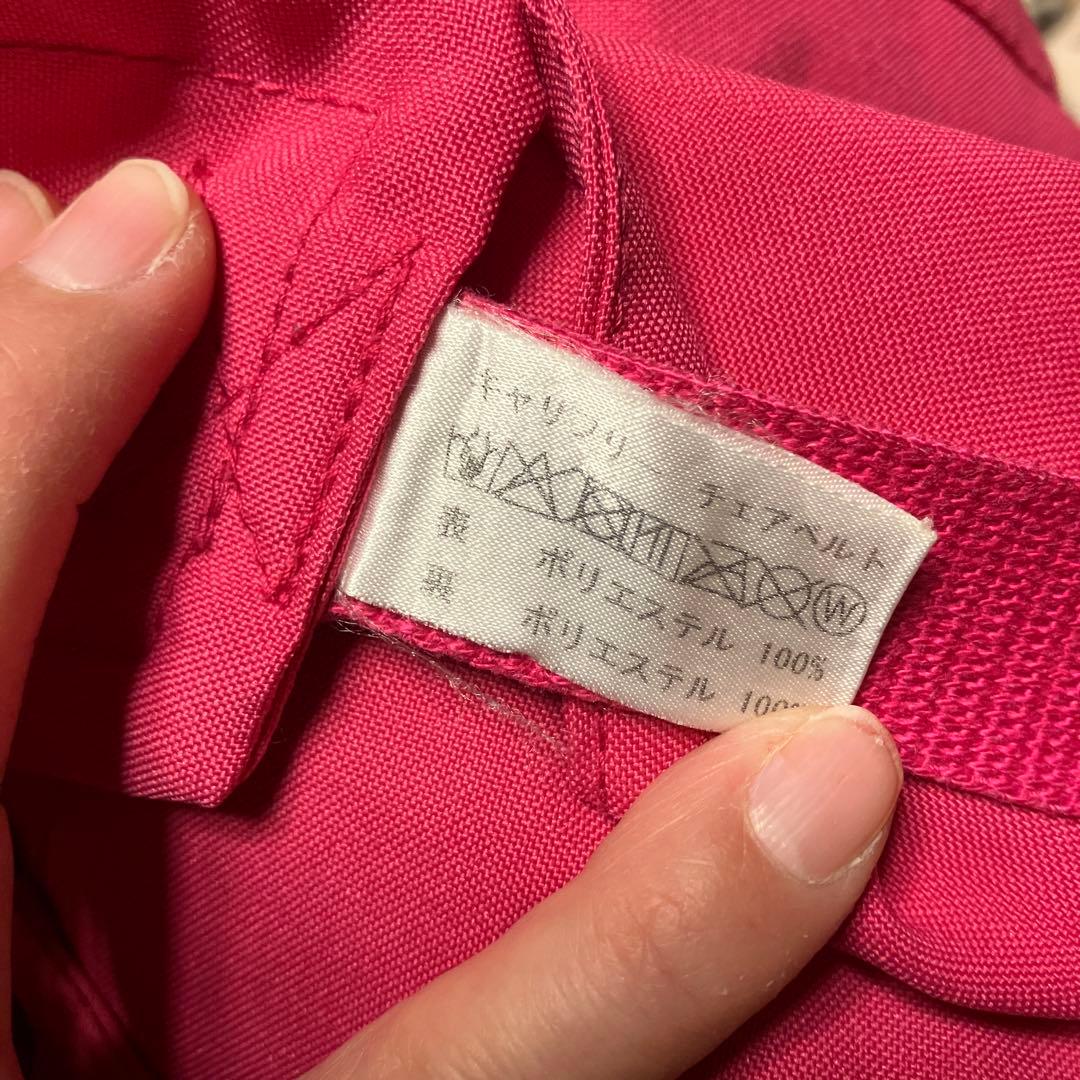 キャリフリー
チェアベルト
W
表 ポリエステル 100%
裏 ポリエステル 100%